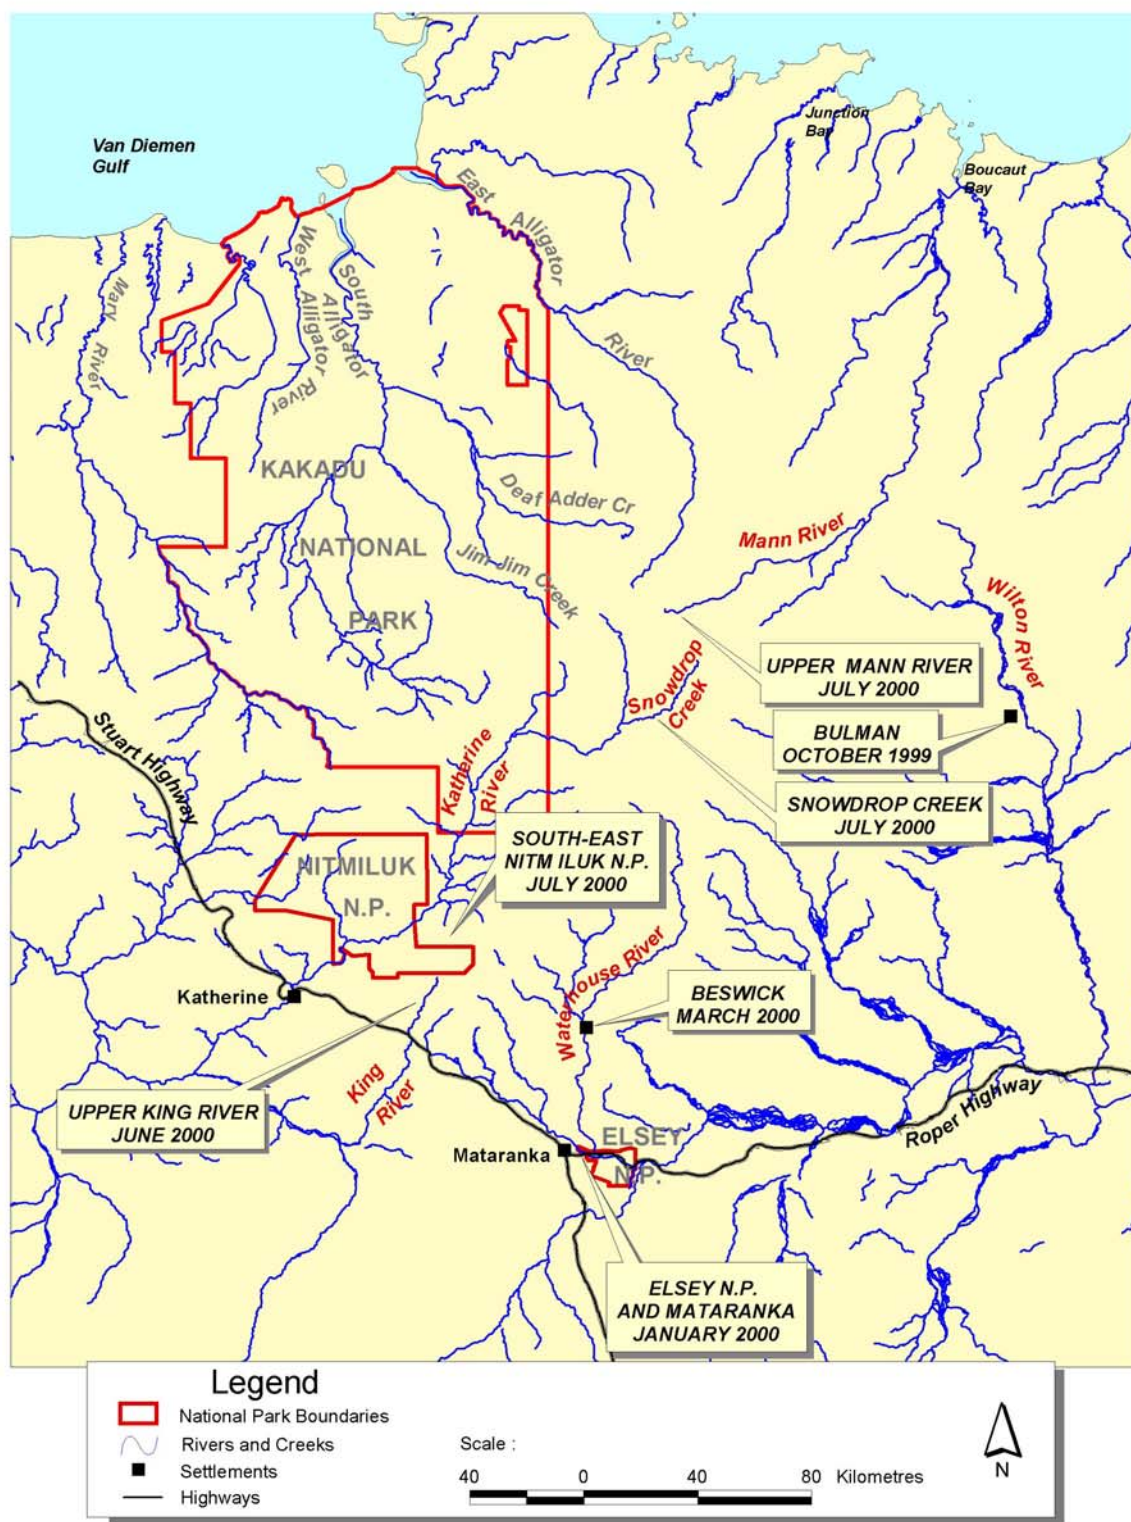 Van Diemen
Gulf
Junction
Bay
Boucaut
Bay
East Alligator River
West Alligator River
South Alligator
Mary River
KAKADU
NATIONAL
PARK
Deaf Adder Cr
Jim Jim Creek
Mann River
Wilton River
Snowdrop
Creek
UPPER MANN RIVER
JULY 2000
BULMAN
OCTOBER 1999
SNOWDROP CREEK
JULY 2000
Stuart Highway
Katherine
River
SOUTH-EAST
NITM ILUK N.P.
JULY 2000
NITMILUK
N.P.
Waterhouse River
BESWICK
MARCH 2000
Katherine
King
River
UPPER KING RIVER
JUNE 2000
Roper Highway
Mataranka
ELSEY
N.P.
ELSEY N.P.
AND MATARANKA
JANUARY 2000
Legend
National Park Boundaries
Rivers and Creeks
Settlements
Highways
Scale :
40 0 40 80 Kilometres
N